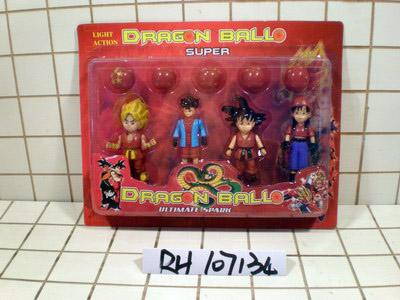 LIGHT
ACTION
DRAGON BALLO
SUPER
DRAGON BALLO
ULTIMATE SPARK
RH 107134